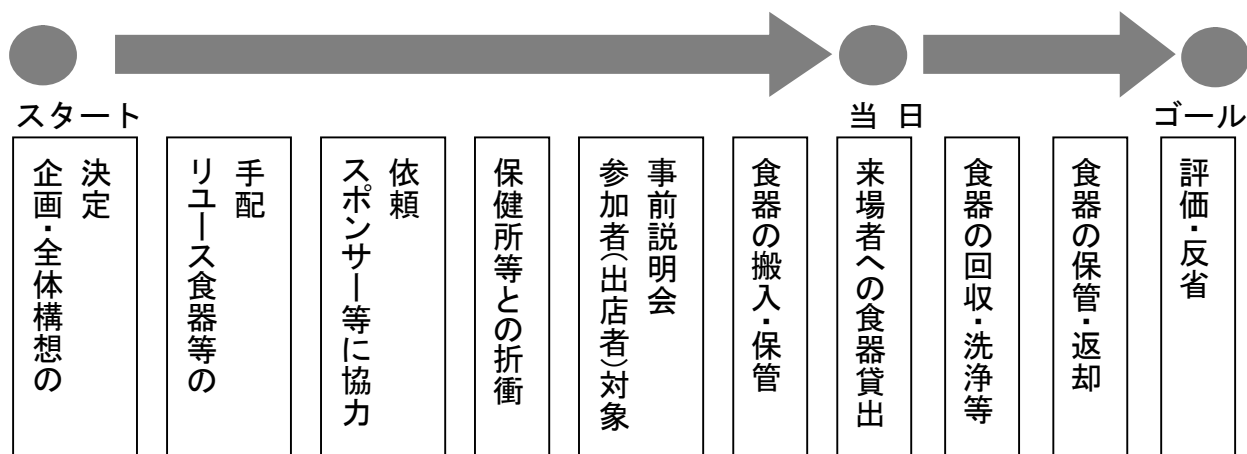 スタート
当 日
ゴール
企画・全体構想の
決定
リユース食器等の
手配
スポンサー等に協力
依頼
保健所等との折衝
参加者(出店者)対象
事前説明会
食器の搬入・保管
来場者への食器貸出
食器の回収・洗浄等
食器の保管・返却
評価・反省